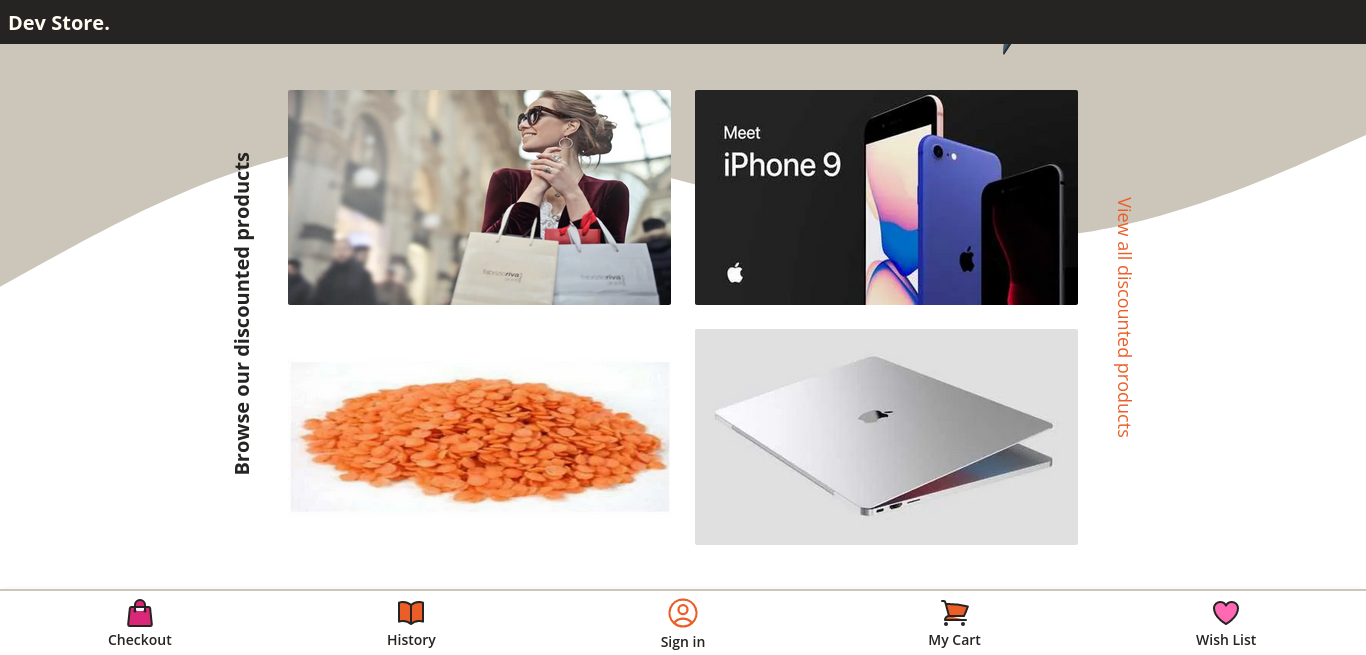 Dev Store.
Browse our discounted products
Meet
iPhone 9
View all discounted products
Checkout
History
Sign in
My Cart
Wish List